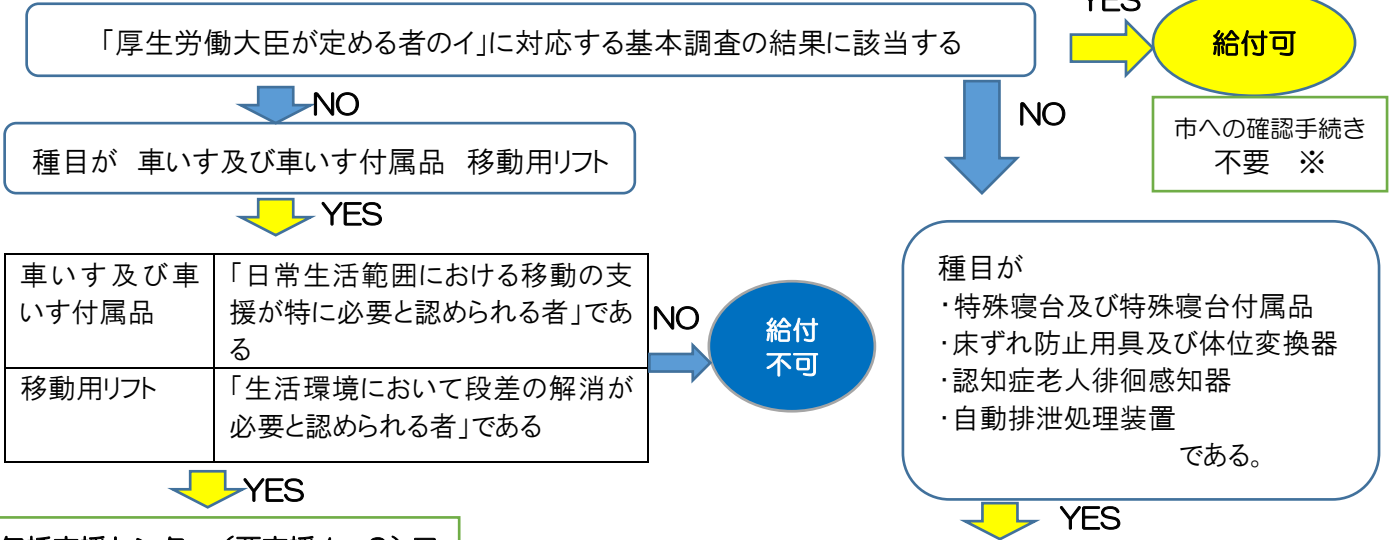 YES
「厚生労働大臣が定める者のイ」に対応する基本調査の結果に該当する
給付可
NO
NO
市への確認手続き
不要 ※
種目が 車いす及び車いす付属品 移動用リフト
YES
車いす及び車
いす付属品
「日常生活範囲における移動の支
援が特に必要と認められる者」であ
る
移動用リフト
「生活環境において段差の解消が
必要と認められる者」である
NO
給付
不可
種目が
・特殊寝台及び特殊寝台付属品
・床ずれ防止用具及び体位変換器
・認知症老人徘徊感知器
・自動排泄処理装置
である。
YES
YES